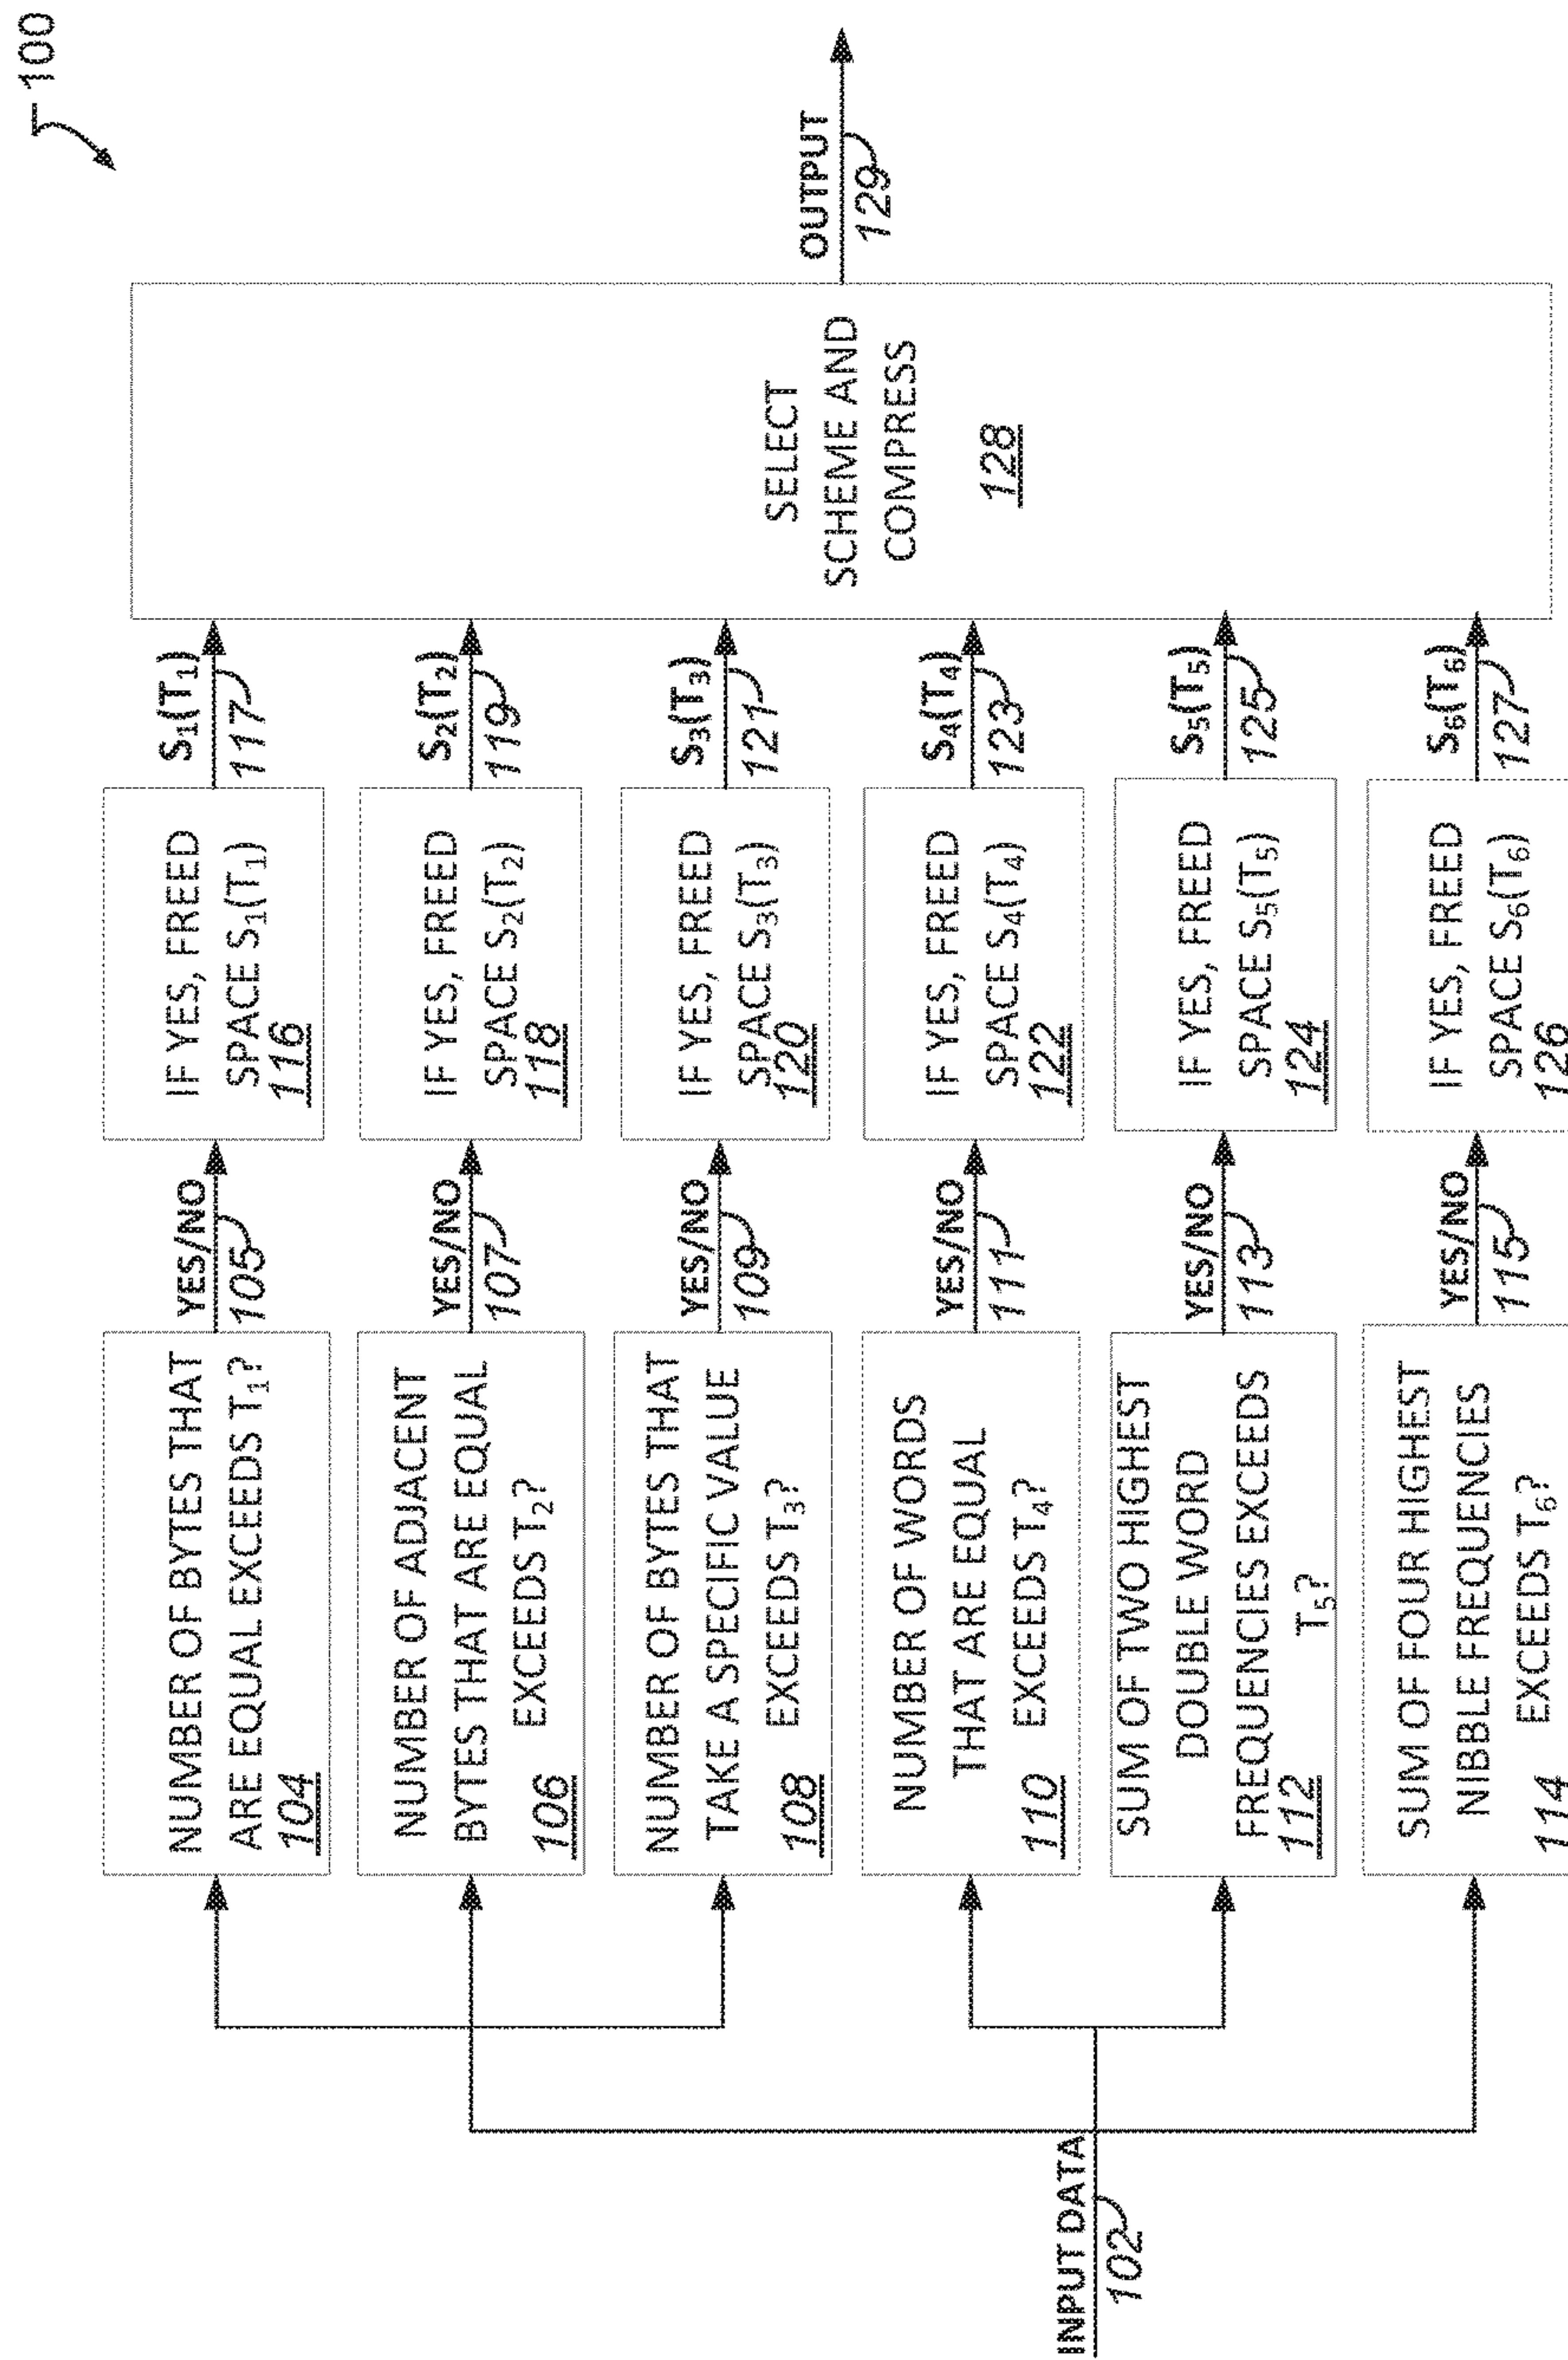 100
INPUT DATA
102
NUMBER OF BYTES THAT
ARE EQUAL EXCEEDS T₁?
104
YES/NO
105
IF YES, FREED
SPACE S₁(T₁)
116
S₁(T₁)
117
NUMBER OF ADJACENT
BYTES THAT ARE EQUAL
EXCEEDS T₂?
106
YES/NO
107
IF YES, FREED
SPACE S₂(T₂)
118
S₂(T₂)
119
NUMBER OF BYTES THAT
TAKE A SPECIFIC VALUE
EXCEEDS T₃?
108
YES/NO
109
IF YES, FREED
SPACE S₃(T₃)
120
S₃(T₃)
121
NUMBER OF WORDS
THAT ARE EQUAL
EXCEEDS T₄?
110
YES/NO
111
IF YES, FREED
SPACE S₄(T₄)
122
S₄(T₄)
123
SUM OF TWO HIGHEST
DOUBLE WORD
FREQUENCIES EXCEEDS
T₅?
112
YES/NO
113
IF YES, FREED
SPACE S₅(T₅)
124
S₅(T₅)
125
SUM OF FOUR HIGHEST
NIBBLE FREQUENCIES
EXCEEDS T₆?
114
YES/NO
115
IF YES, FREED
SPACE S₆(T₆)
126
S₆(T₆)
127
SELECT
SCHEME AND
COMPRESS
128
OUTPUT
129